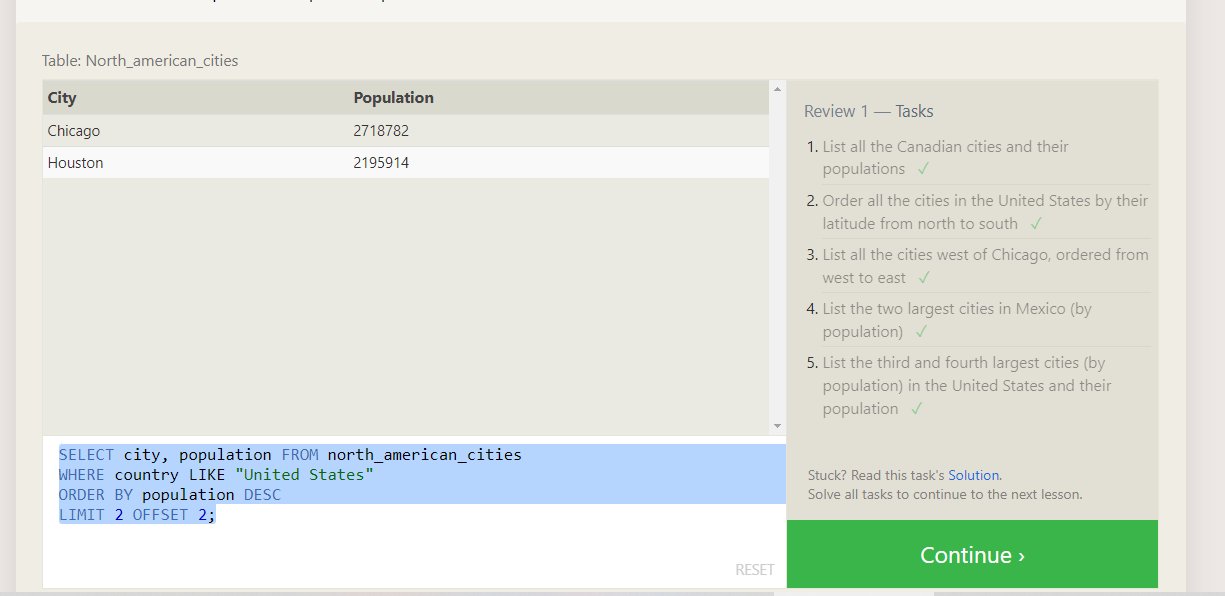 Table: North_american_cities
City Population
Chicago 2718782
Houston 2195914
SELECT city, population FROM north_american_cities
WHERE country LIKE "United States"
ORDER BY population DESC
LIMIT 2 OFFSET 2;
RESET
Review 1 — Tasks
1. List all the Canadian cities and their
populations ✓
2. Order all the cities in the United States by their
latitude from north to south ✓
3. List all the cities west of Chicago, ordered from
west to east ✓
4. List the two largest cities in Mexico (by
population) ✓
5. List the third and fourth largest cities (by
population) in the United States and their
population ✓
Stuck? Read this task's Solution.
Solve all tasks to continue to the next lesson.
Continue ›